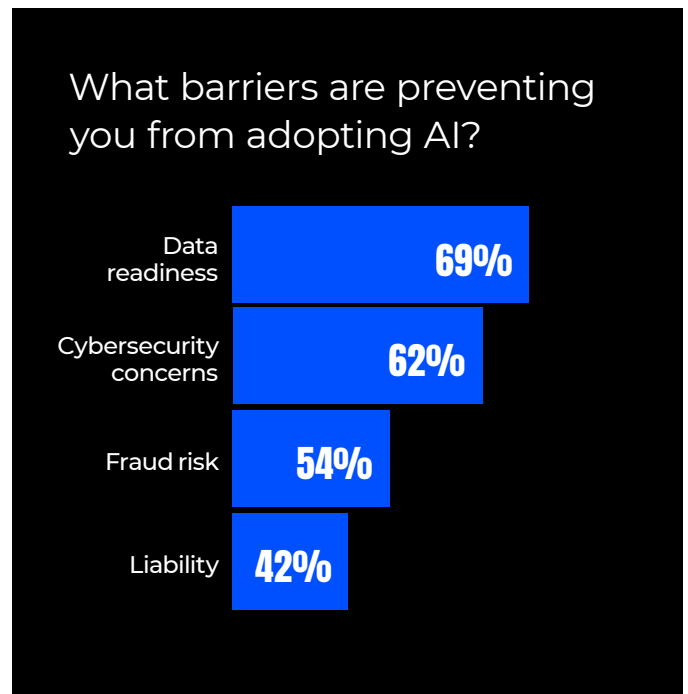 What barriers are preventing
you from adopting AI?
Data
readiness
69%
Cybersecurity
concerns
62%
Fraud risk
54%
Liability
42%